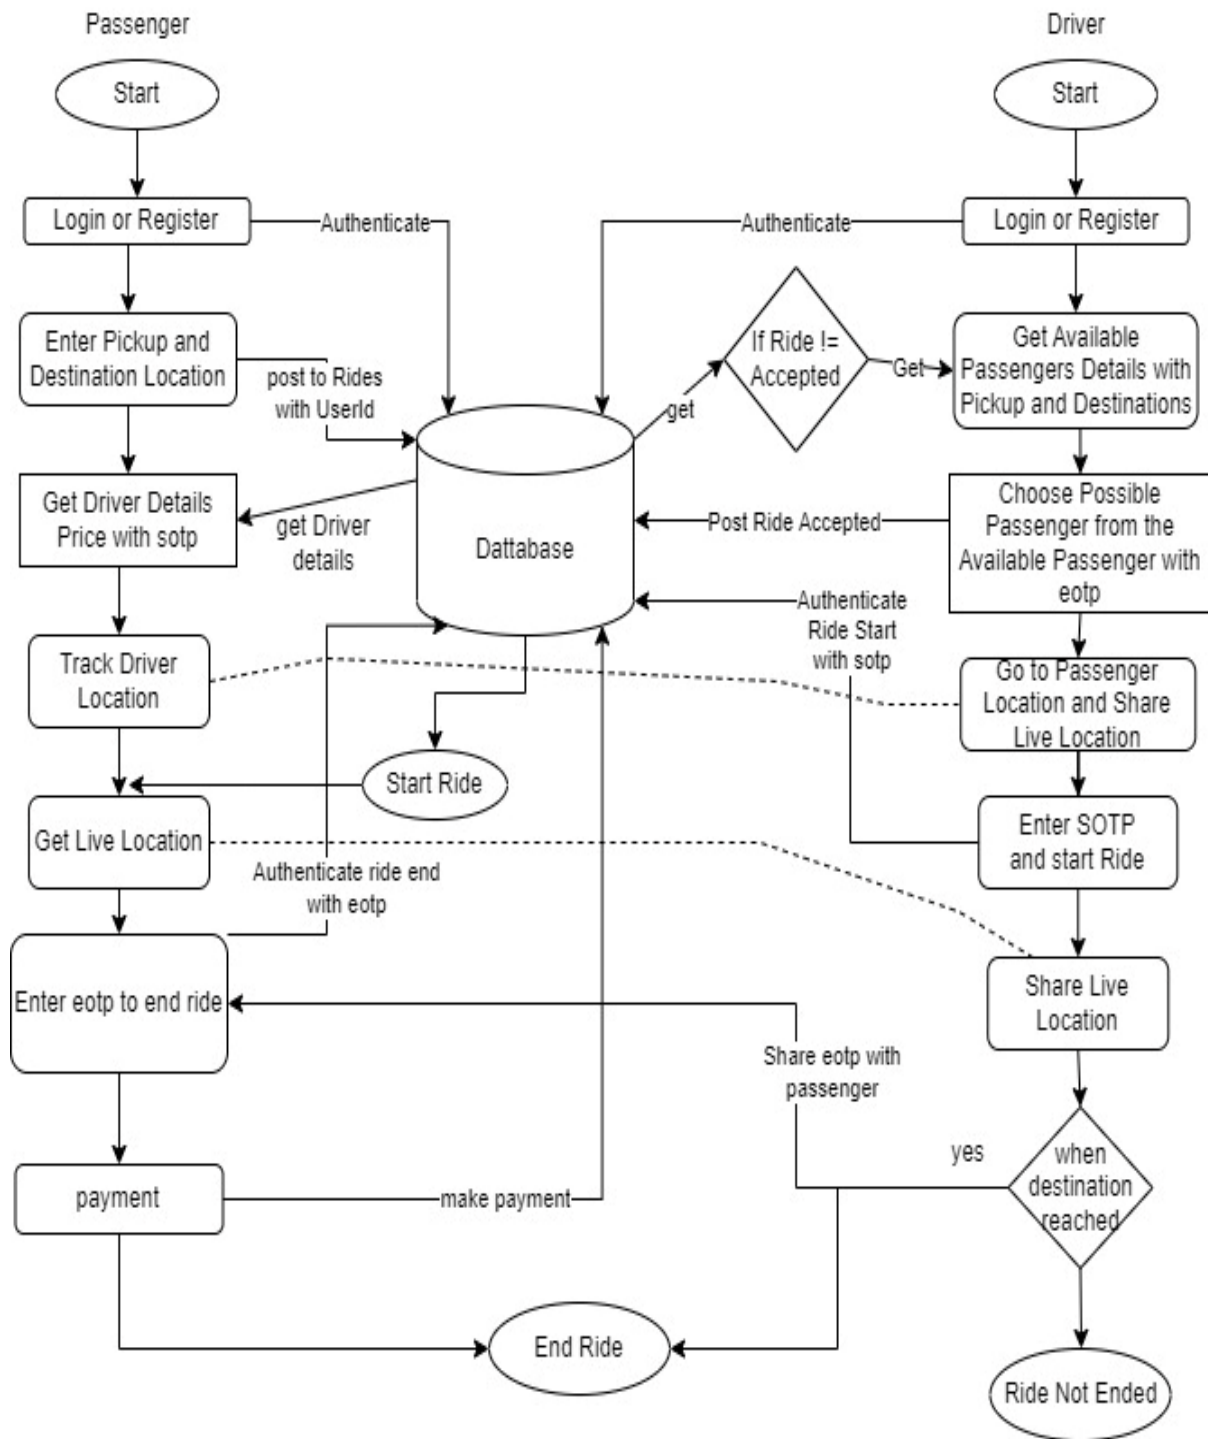 Passenger
Driver
Start
Start
Login or Register
Authenticate
Authenticate
Login or Register
Enter Pickup and
Destination Location
post to Rides
with UserId
get
If Ride !=
Accepted
Get
Get Available
Passengers Details with
Pickup and Destinations
Get Driver Details
Price with sotp
get Driver
details
Dattabase
Post Ride Accepted
Choose Possible
Passenger from the
Available Passenger with
eotp
Authenticate
Ride Start
with sotp
Track Driver
Location
Go to Passenger
Location and Share
Live Location
Start Ride
Get Live Location
Enter SOTP
and start Ride
Authenticate ride end
with eotp
Enter eotp to end ride
Share Live
Location
Share eotp with
passenger
yes
when
destination
reached
payment
make payment
End Ride
Ride Not Ended